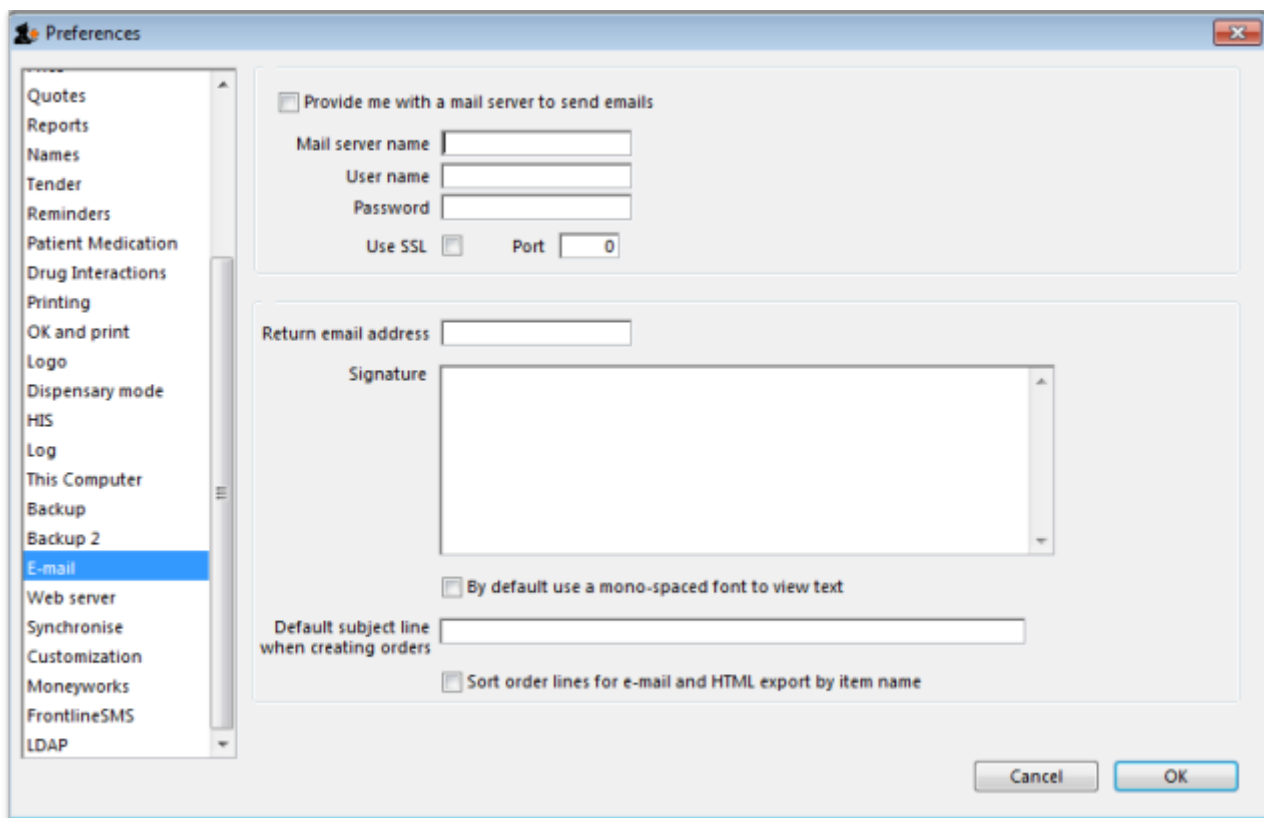 Preferences
Quotes
Reports
Names
Tender
Reminders
Patient Medication
Drug Interactions
Printing
OK and print
Logo
Dispensary mode
HIS
Log
This Computer
Backup
Backup 2
E-mail
Web server
Synchronise
Customization
Moneyworks
FrontlineSMS
LDAP
Provide me with a mail server to send emails
Mail server name
User name
Password
Use SSL Port 0
Return email address
Signature
By default use a mono-spaced font to view text
Default subject line
when creating orders
Sort order lines for e-mail and HTML export by item name
Cancel OK